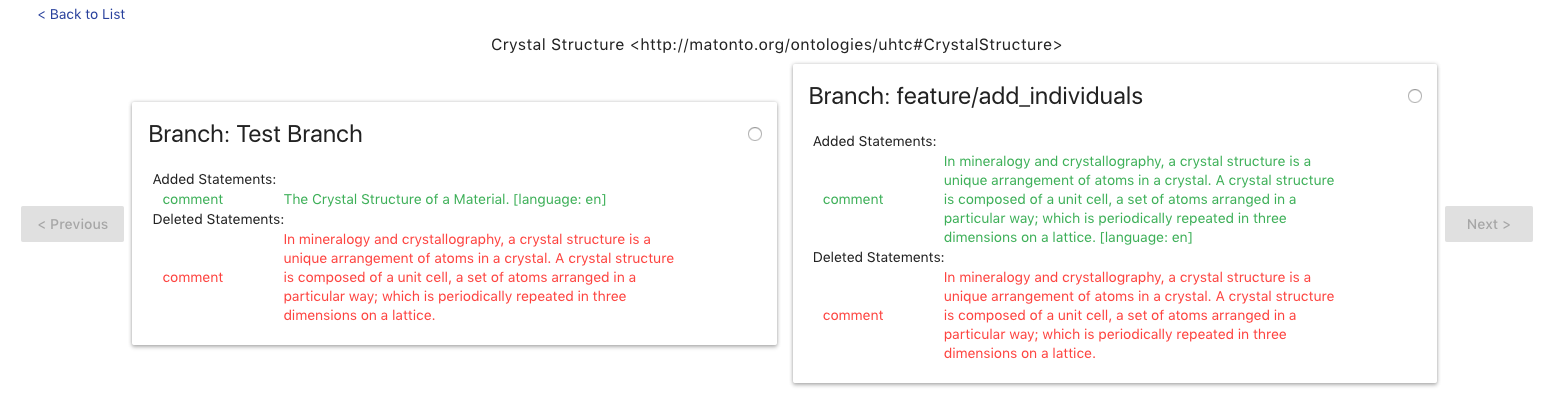 < Back to List
Crystal Structure <http://matonto.org/ontologies/uhtc#CrystalStructure>
< Previous
Branch: Test Branch
Added Statements:
comment The Crystal Structure of a Material. [language: en]
Deleted Statements:
comment
In mineralogy and crystallography, a crystal structure is a
unique arrangement of atoms in a crystal. A crystal structure
is composed of a unit cell, a set of atoms arranged in a
particular way; which is periodically repeated in three
dimensions on a lattice.
Branch: feature/add_individuals
Added Statements:
comment
In mineralogy and crystallography, a crystal structure is a
unique arrangement of atoms in a crystal. A crystal structure
is composed of a unit cell, a set of atoms arranged in a
particular way; which is periodically repeated in three
dimensions on a lattice. [language: en]
Deleted Statements:
comment
In mineralogy and crystallography, a crystal structure is a
unique arrangement of atoms in a crystal. A crystal structure
is composed of a unit cell, a set of atoms arranged in a
particular way; which is periodically repeated in three
dimensions on a lattice.
Next >